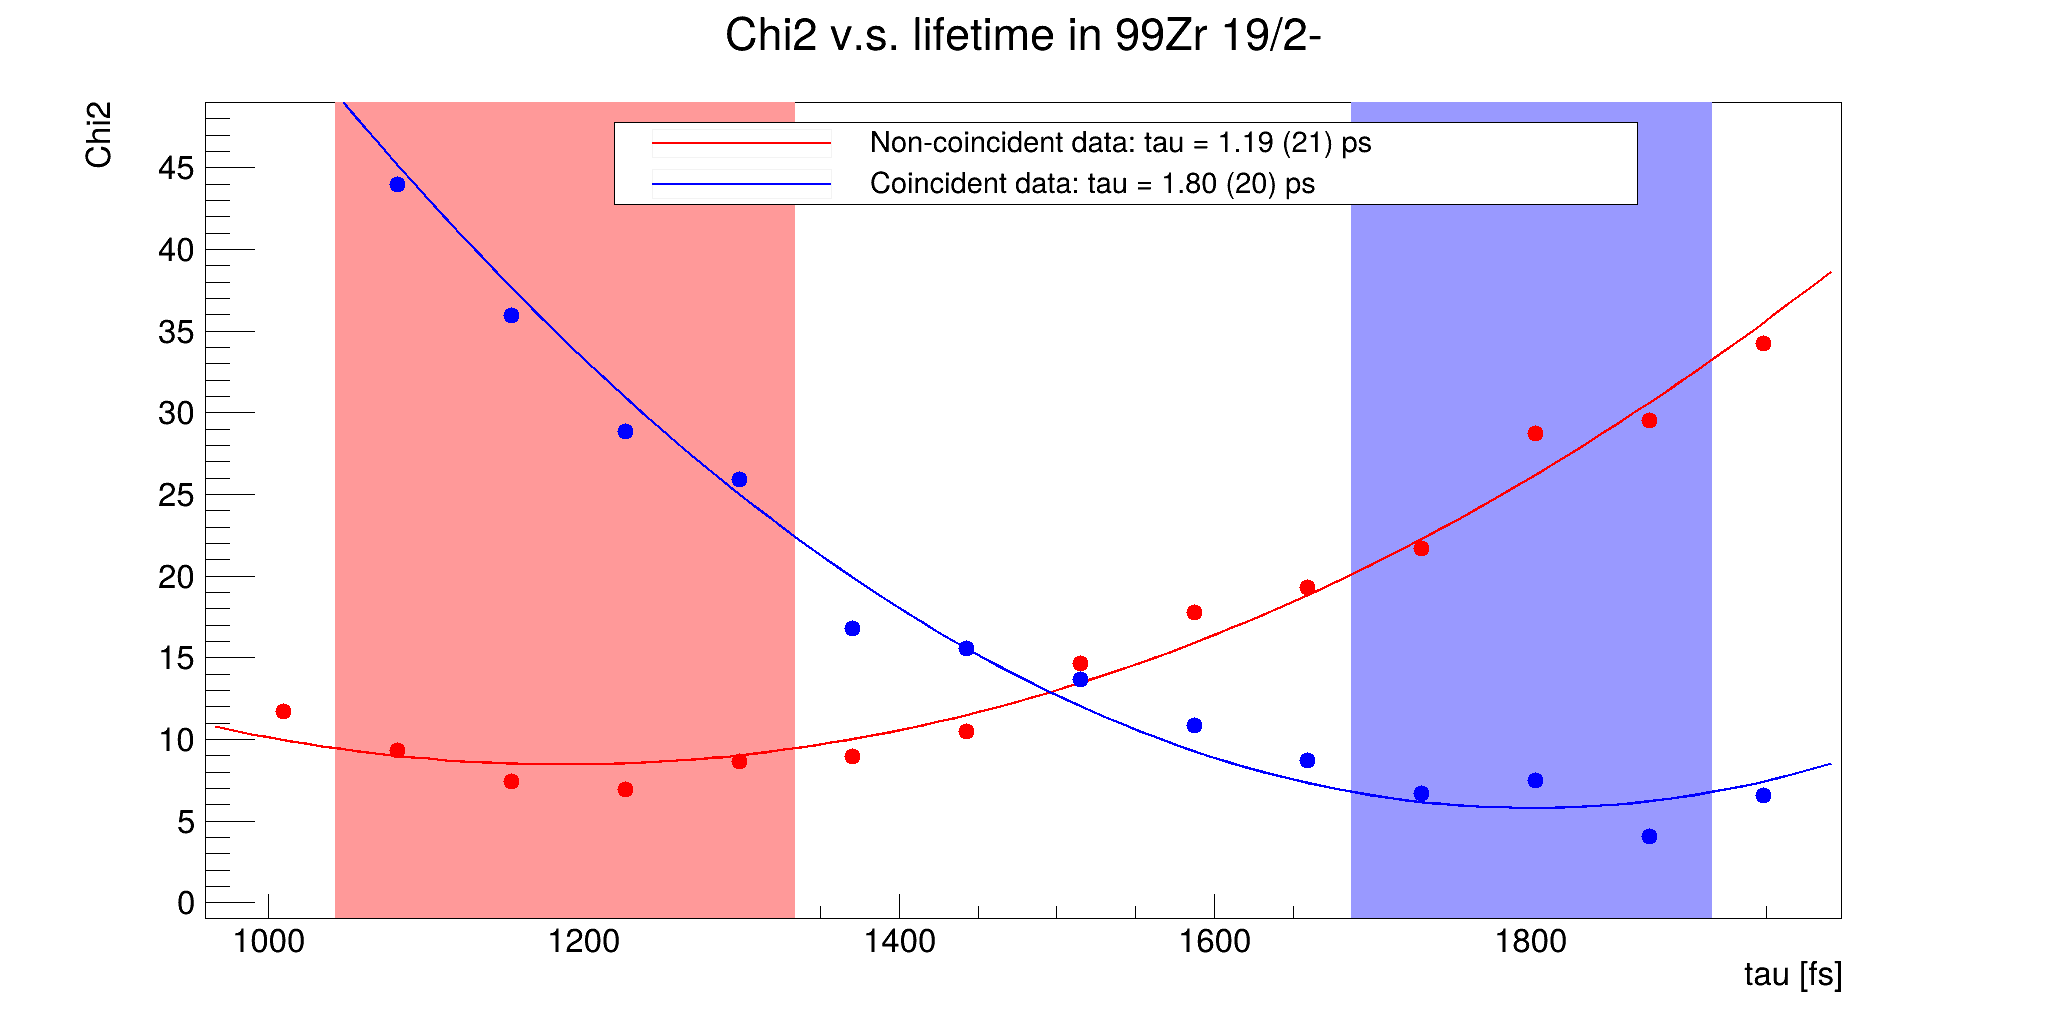 Chi2 v.s. lifetime in 99Zr 19/2-
Chi2
Non-coincident data: tau = 1.19 (21) ps
Coincident data: tau = 1.80 (20) ps
45
40
35
30
25
20
15
10
5
0
1000 1200 1400 1600 1800
tau [fs]